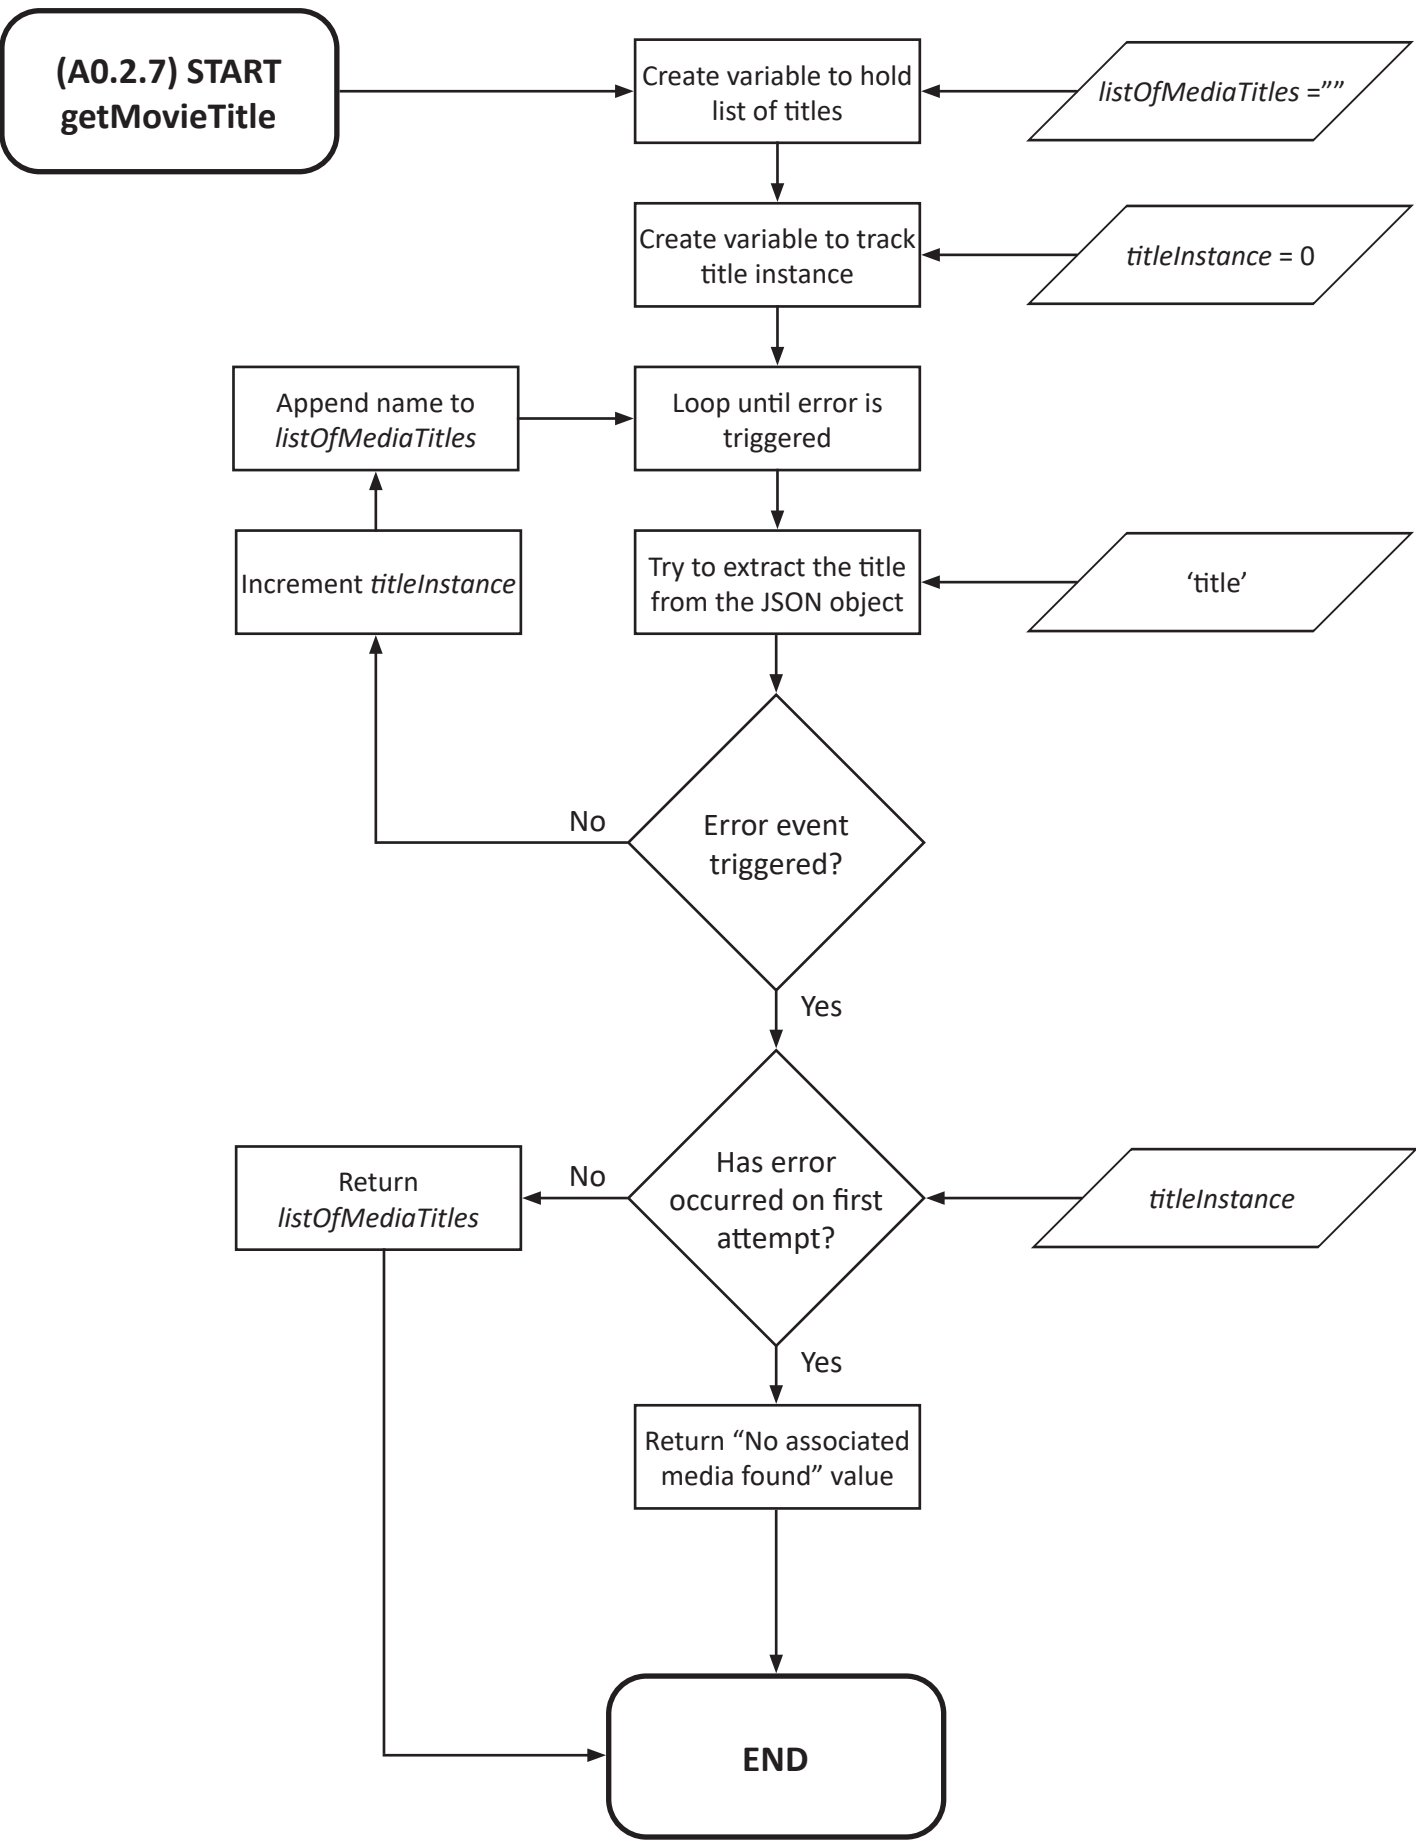 (A0.2.7) START
getMovieTitle
Create variable to hold
list of titles
listOfMediaTitles =””
Create variable to track
title instance
titleInstance = 0
Append name to
listOfMediaTitles
Loop until error is
triggered
Increment titleInstance
Try to extract the title
from the JSON object
‘title’
No
Error event
triggered?
Yes
Return
listOfMediaTitles
No
Has error
occurred on first
attempt?
titleInstance
Yes
Return “No associated
media found” value
END